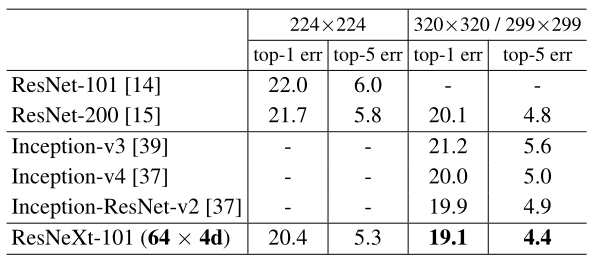 224×224 320×320 / 299×299
top-1 err top-5 err top-1 err top-5 err
ResNet-101 [14] 22.0 6.0 - -
ResNet-200 [15] 21.7 5.8 20.1 4.8
Inception-v3 [39] - - 21.2 5.6
Inception-v4 [37] - - 20.0 5.0
Inception-ResNet-v2 [37] - - 19.9 4.9
ResNeXt-101 (64 × 4d) 20.4 5.3 19.1 4.4